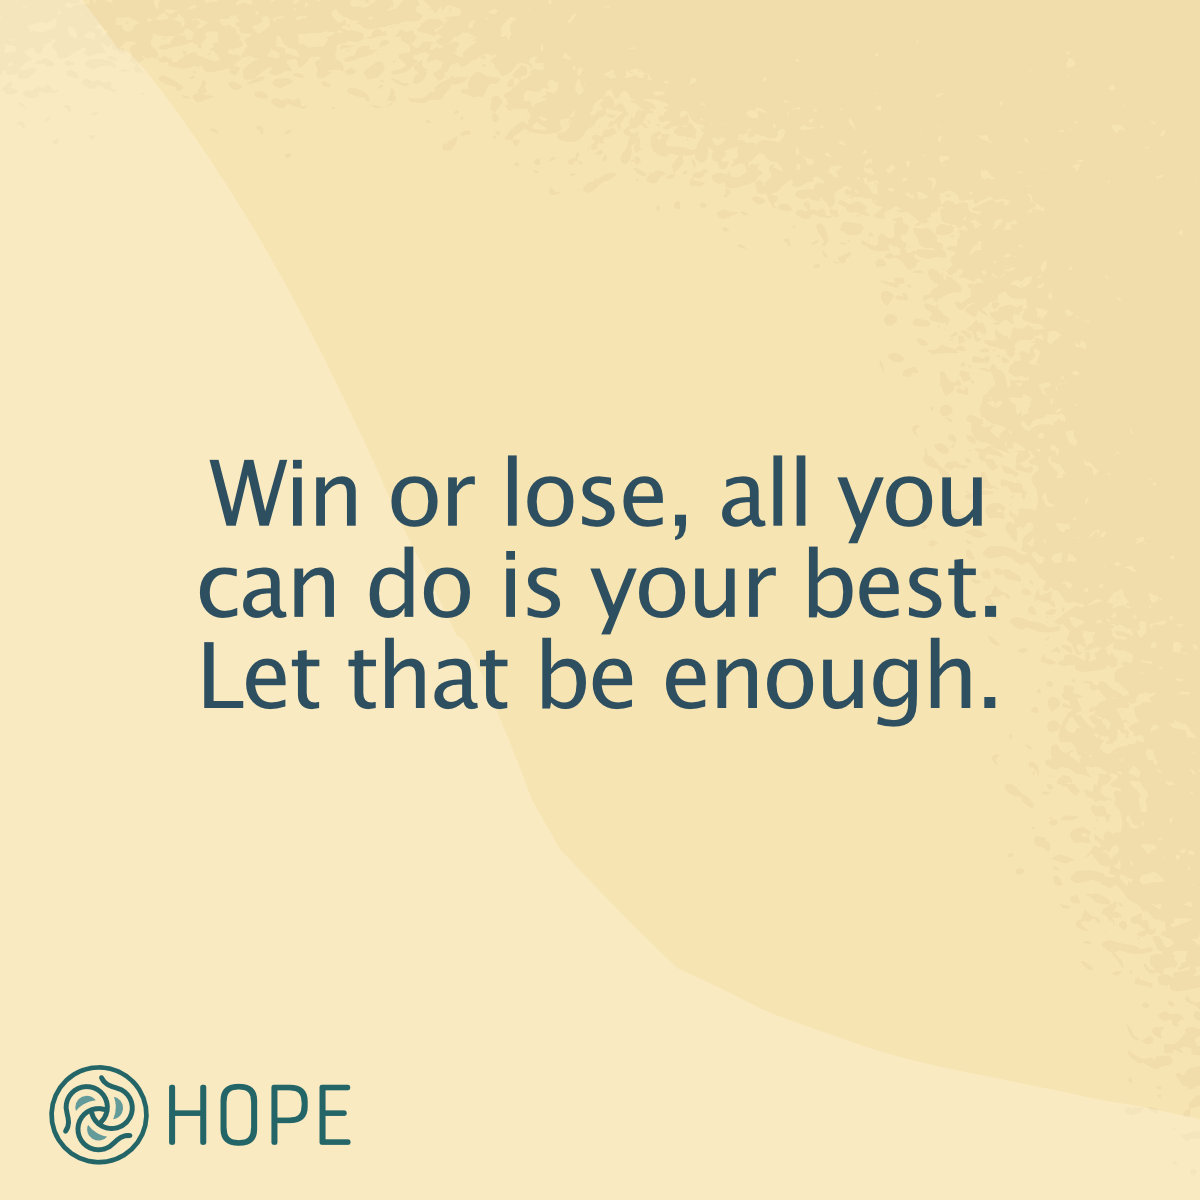 Win or lose, all you
can do is your best.
Let that be enough.
HOPE